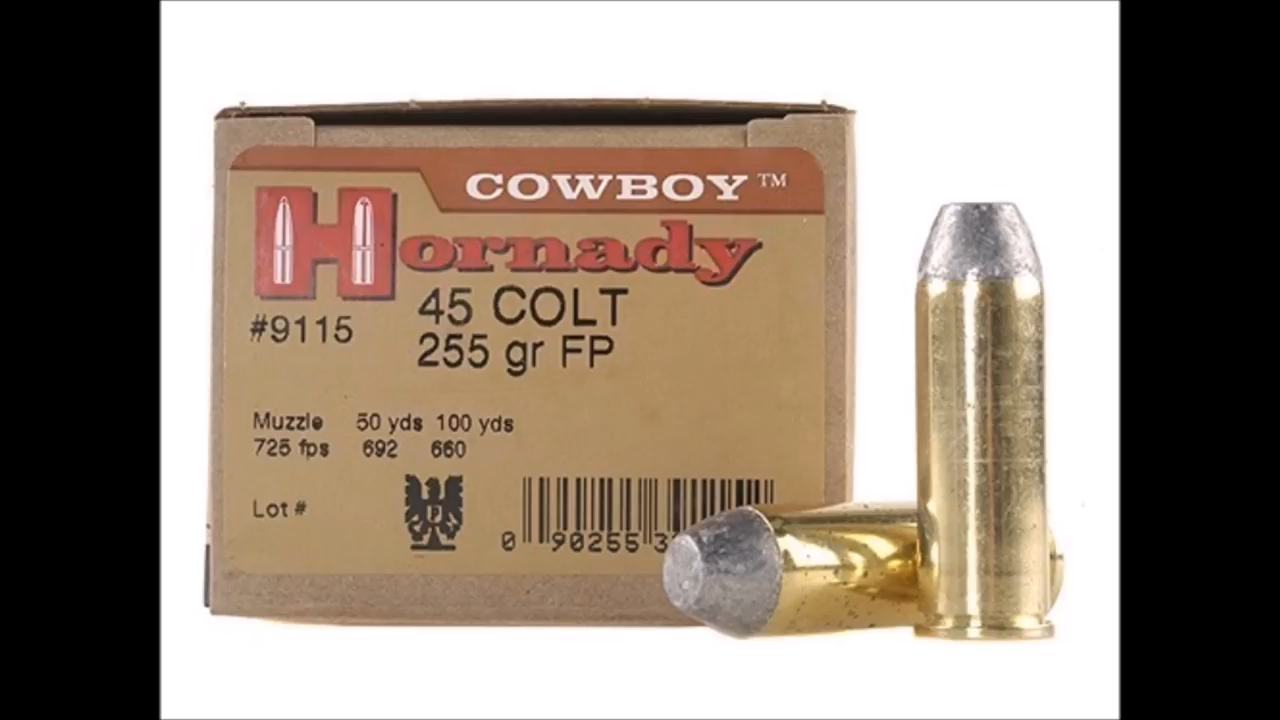 COWBOY™
Hornady
45 COLT
#9115
255 gr FP
Muzzle 50 yds 100 yds
725 fps 692 660
Lot #
P
0 90255 3